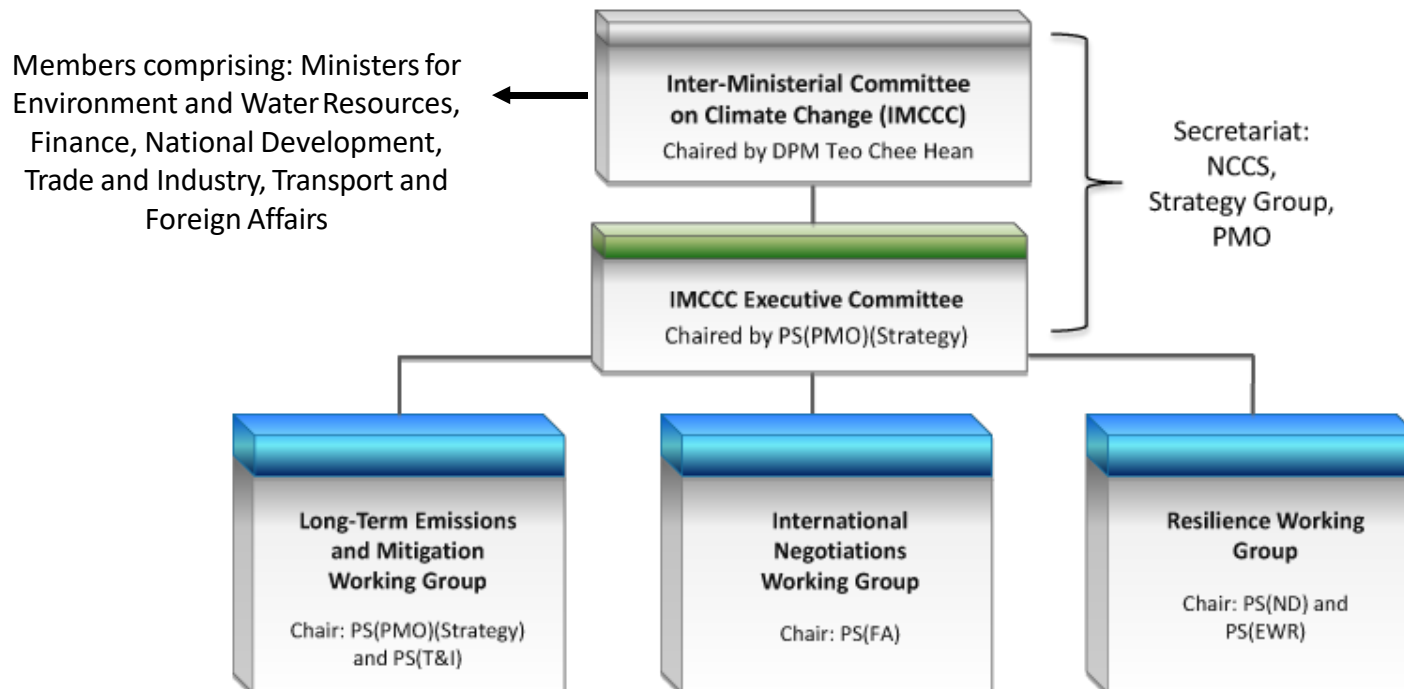 Members comprising: Ministers for
Environment and Water Resources,
Finance, National Development,
Trade and Industry, Transport and
Foreign Affairs
Inter-Ministerial Committee
on Climate Change (IMCCC)
Chaired by DPM Teo Chee Hean
Secretariat:
NCCS,
Strategy Group,
PMO
IMCCC Executive Committee
Chaired by PS(PMO)(Strategy)
Long-Term Emissions
and Mitigation
Working Group
Chair: PS(PMO)(Strategy)
and PS(T&I)
International
Negotiations
Working Group
Chair: PS(FA)
Resilience Working
Group
Chair: PS(ND) and
PS(EWR)